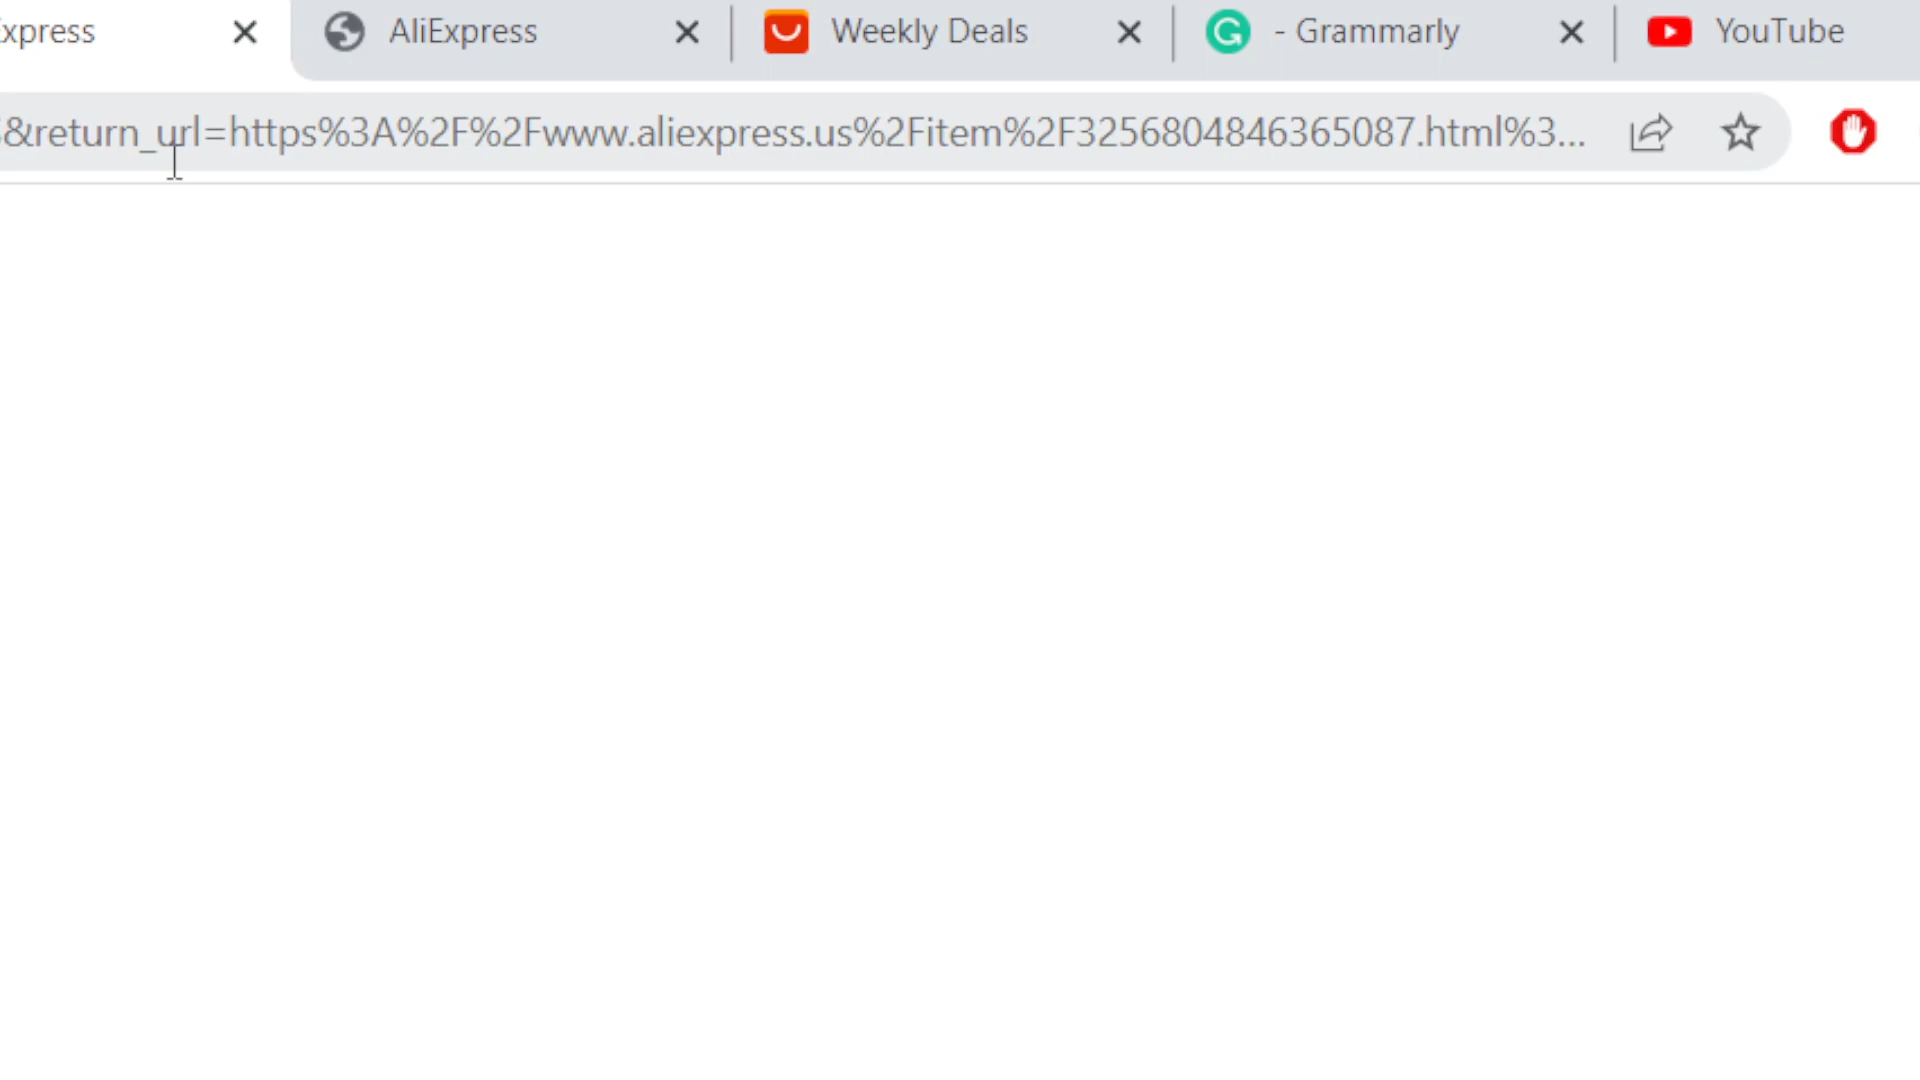 xpress AliExpress Weekly Deals - Grammarly YouTube
&return_url=https%3A%2F%2Fwww.aliexpress.us%2Fitem%2F3256804846365087.html%3...